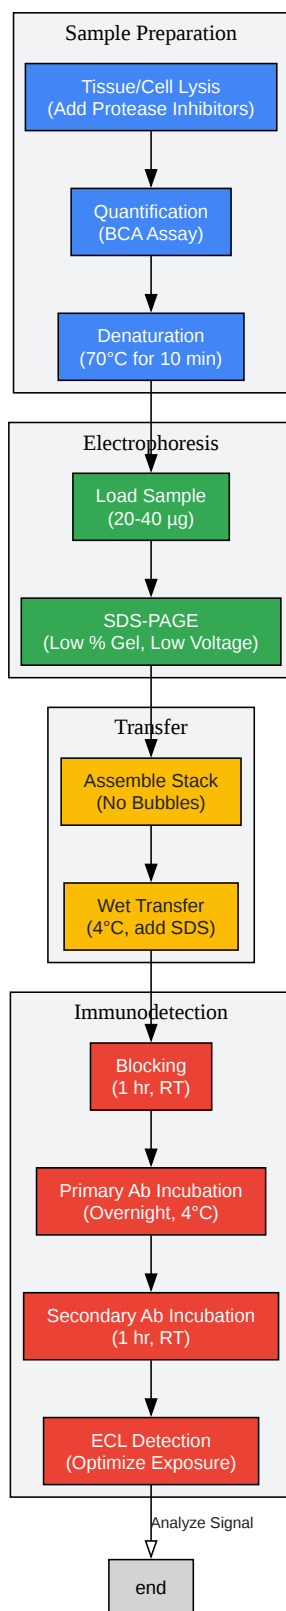 Sample Preparation
Tissue/Cell Lysis
(Add Protease Inhibitors)
Quantification
(BCA Assay)
Denaturation
(70°C for 10 min)
Electrophoresis
Load Sample
(20-40 µg)
SDS-PAGE
(Low % Gel, Low Voltage)
Transfer
Assemble Stack
(No Bubbles)
Wet Transfer
(4°C, add SDS)
Immunodetection
Blocking
(1 hr, RT)
Primary Ab Incubation
(Overnight, 4°C)
Secondary Ab Incubation
(1 hr, RT)
ECL Detection
(Optimize Exposure)
Analyze Signal
end